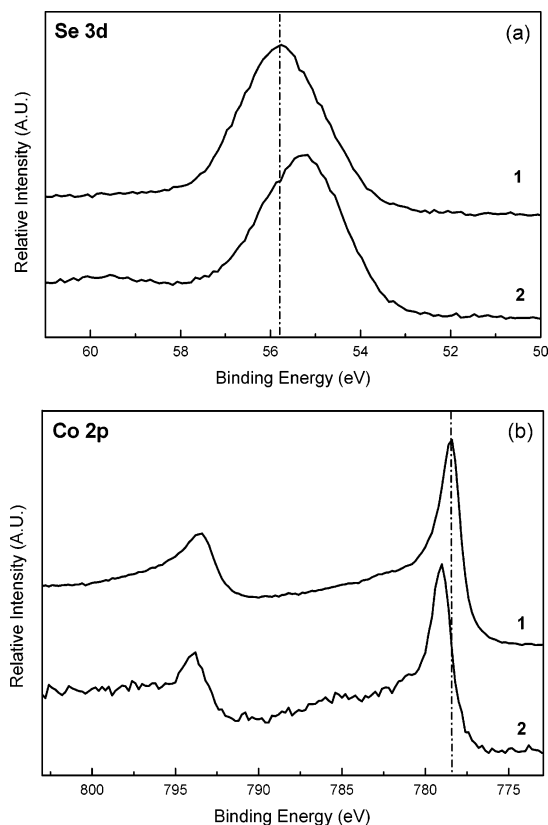 Se 3d
(a)
Relative Intensity (A.U.)
1
2
60 58 56 54 52 50
Binding Energy (eV)
Co 2p
(b)
Relative Intensity (A.U.)
1
2
800 795 790 785 780 775
Binding Energy (eV)